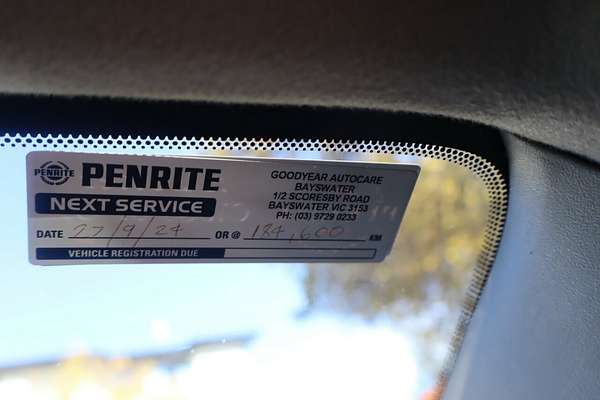 PENRITE PENRITE
NEXT SERVICE
DATE 27/9/24 OR @ 184,600 KM
VEHICLE REGISTRATION DUE
GOODYEAR AUTOCARE
BAYSWATER
1/2 SCORESBY ROAD
BAYSWATER VIC 3153
PH: (03) 9729 0233